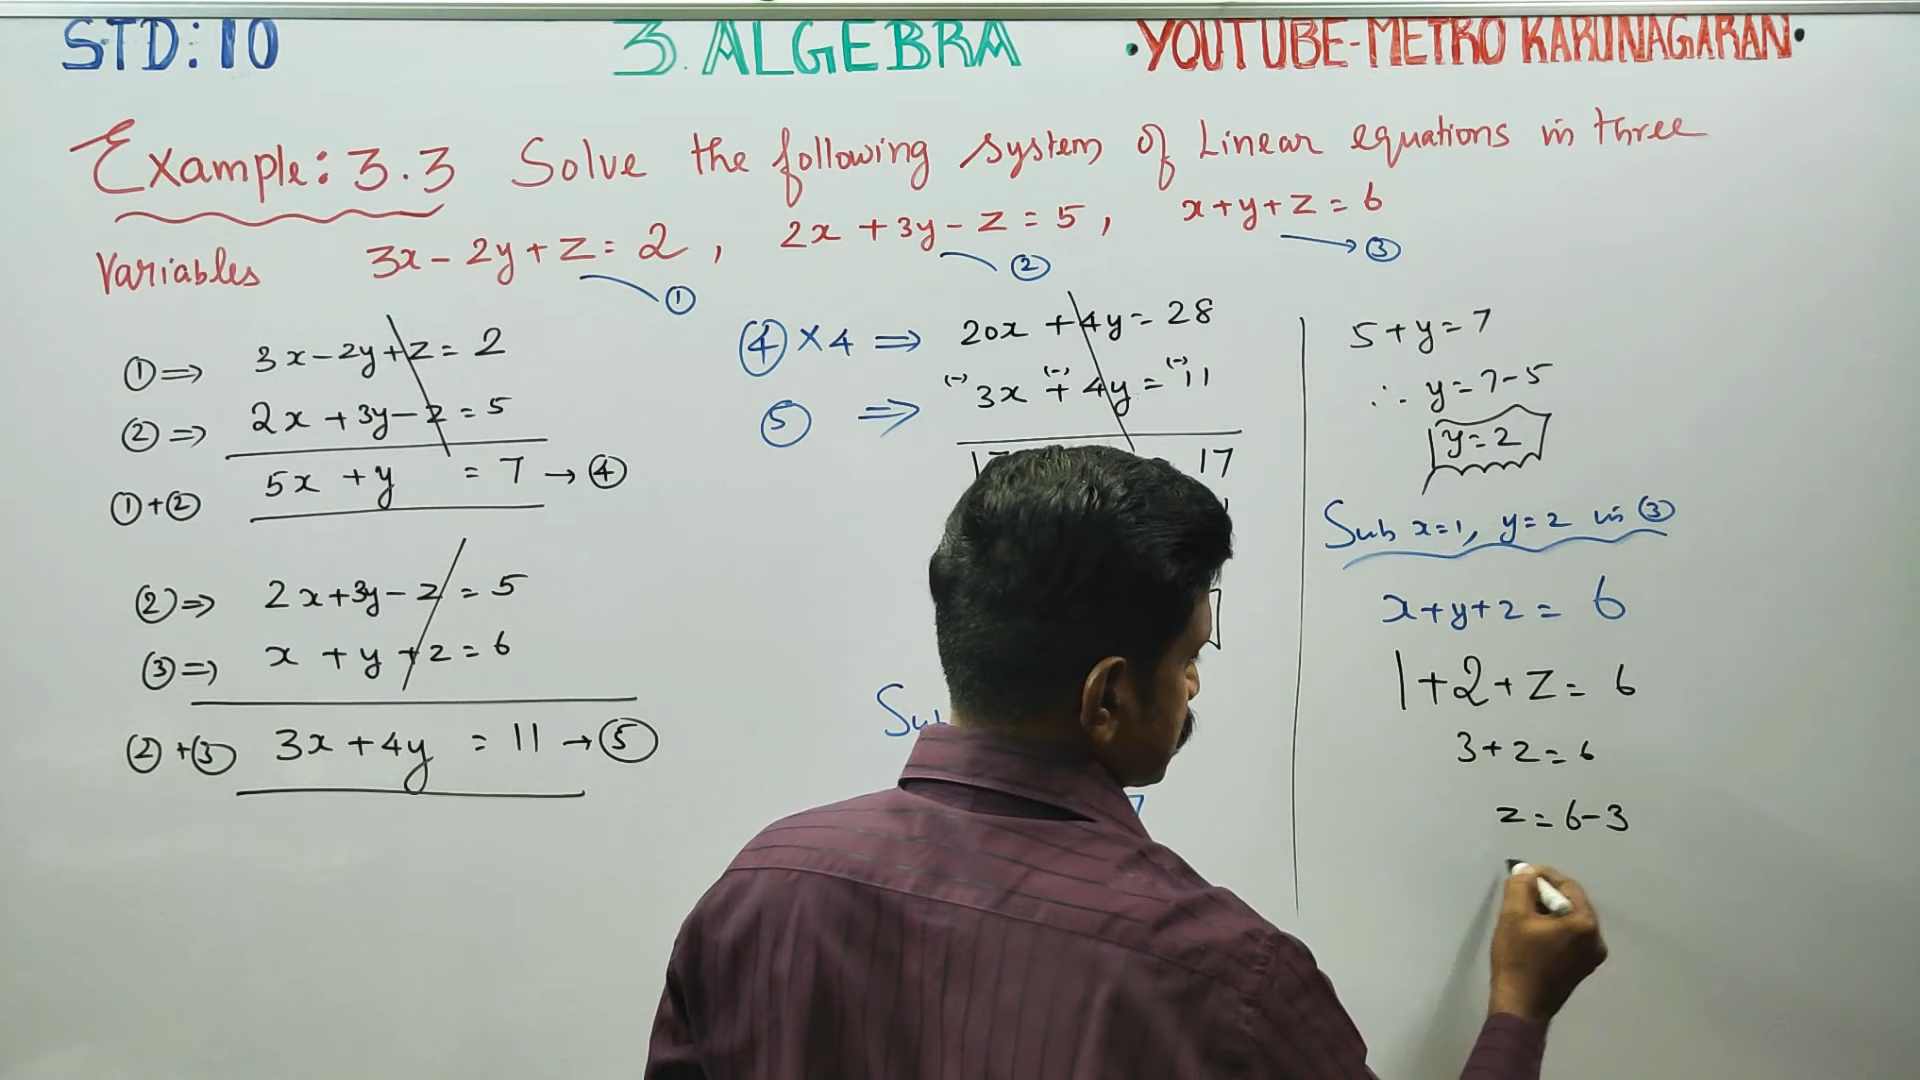 STD: 10 3. ALGEBRA • YOUTUBE-METRO KARUNAGARAN •
Example: 3.3 Solve the following system of Linear equations in three
Variables 3x - 2y + z = 2, 2x + 3y - z = 5, x + y + z = 6
① ② → ③
① ⇒ 3x - 2y + z = 2
② ⇒ 2x + 3y - z = 5
① + ② 5x + y = 7 → ④
② ⇒ 2x + 3y - z = 5
③ ⇒ x + y + z = 6
② + ③ 3x + 4y = 11 → ⑤
④ × 4 ⇒ 20x + 4y = 28
(-) (-) (-)
⑤ ⇒ 3x + 4y = 11
17
5 + y = 7
∴ y = 7 - 5
y = 2
Sub x = 1, y = 2 in ③
x + y + z = 6
1 + 2 + z = 6
3 + z = 6
z = 6 - 3